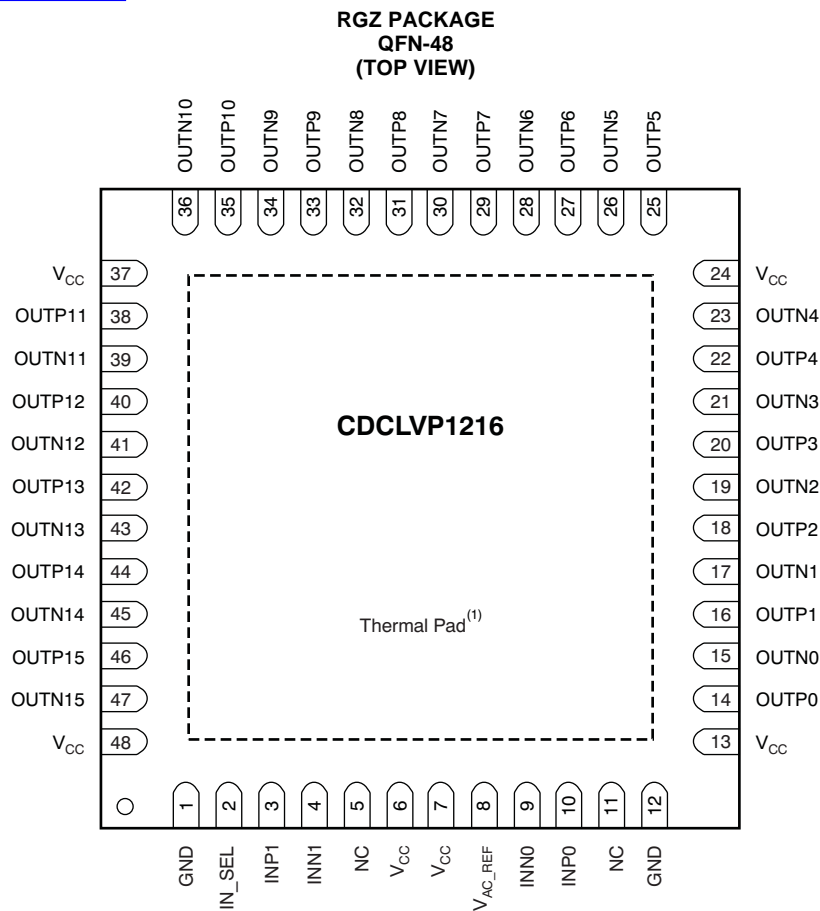 RGZ PACKAGE
QFN-48
(TOP VIEW)
OUTN10
OUTP10
OUTN9
OUTP9
OUTN8
OUTP8
OUTN7
OUTP7
OUTN6
OUTP6
OUTN5
OUTP5
36
35
34
33
32
31
30
29
28
27
26
25
VCC 37
OUTP11 38
OUTN11 39
OUTP12 40
OUTN12 41
OUTP13 42
OUTN13 43
OUTP14 44
OUTN14 45
OUTP15 46
OUTN15 47
VCC 48
CDCLVP1216
Thermal Pad(1)
24 VCC
23 OUTN4
22 OUTP4
21 OUTN3
20 OUTP3
19 OUTN2
18 OUTP2
17 OUTN1
16 OUTP1
15 OUTN0
14 OUTP0
13 VCC
1
2
3
4
5
6
7
8
9
10
11
12
GND
IN_SEL
INP1
INN1
NC
VCC
VCC
VAC_REF
INN0
INP0
NC
GND